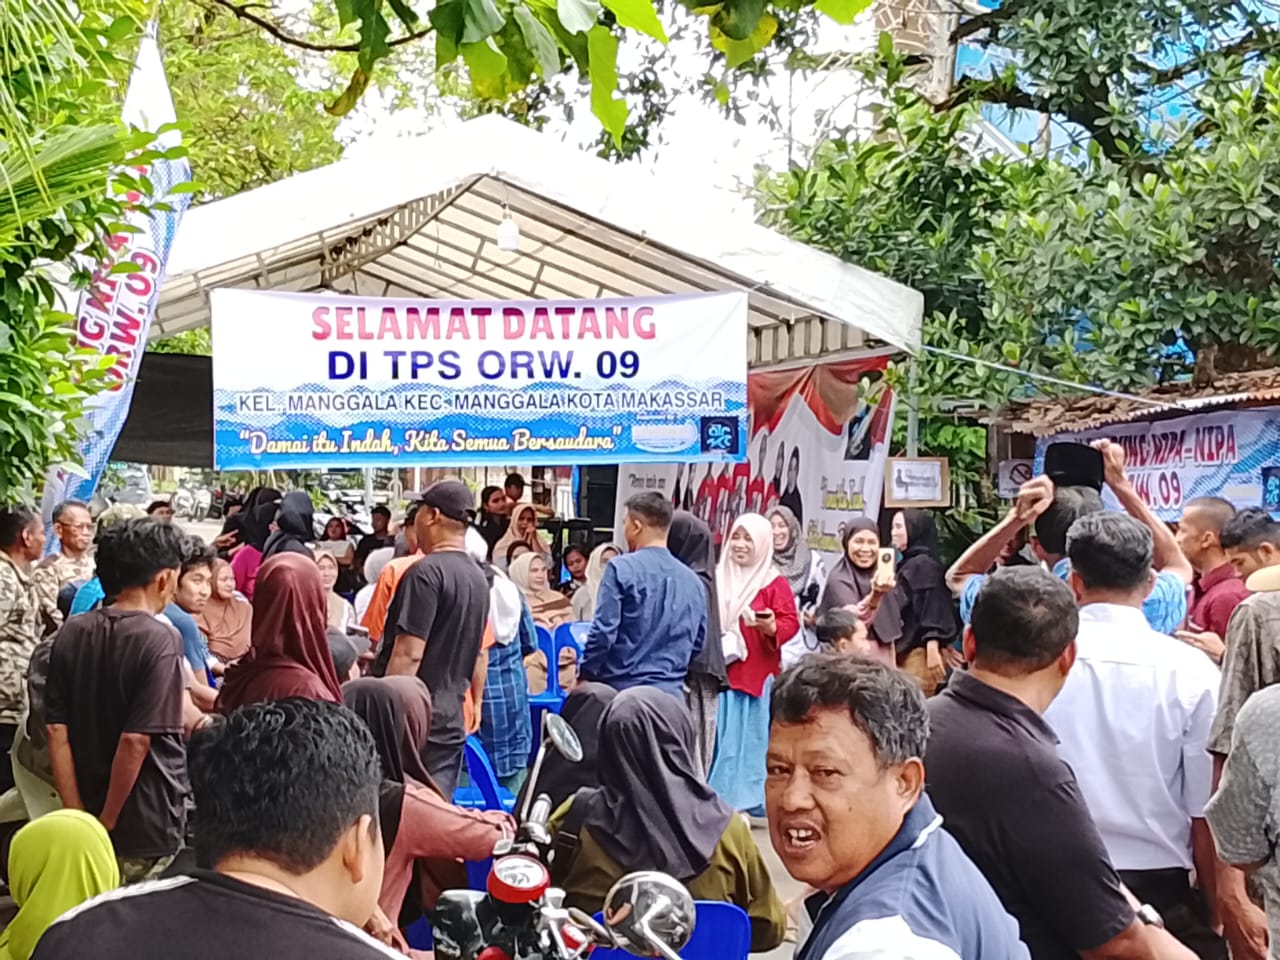 SELAMAT DATANG
DI TPS ORW. 09
KEL. MANGGALA KEC. MANGGALA KOTA MAKASSAR
"Damai itu Indah, Kita Semua Bersaudara"
ORW. 09
NIPA-NIPA
RW. 09